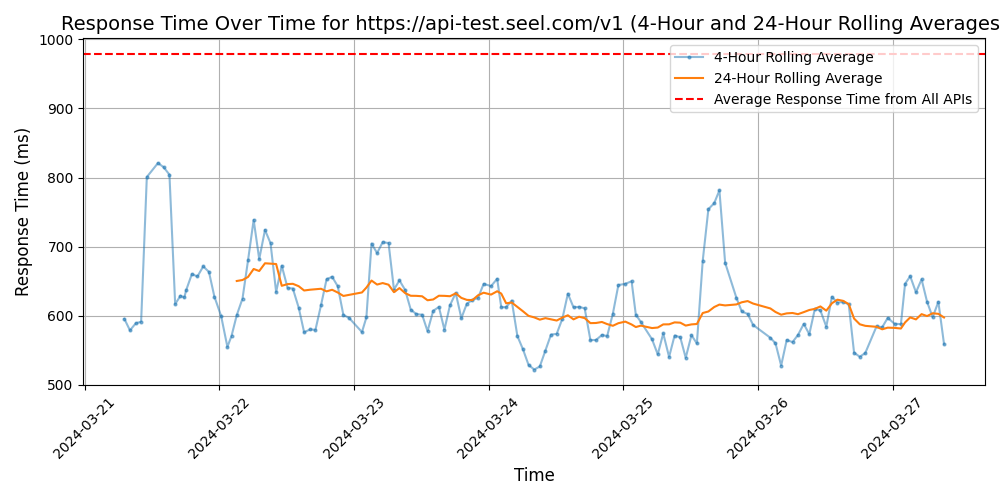 Response Time Over Time for https://api-test.seel.com/v1 (4-Hour and 24-Hour Rolling Averages
4-Hour Rolling Average
24-Hour Rolling Average
Average Response Time from All APIs
Response Time (ms)
1000
900
800
700
600
500
2024-03-21
2024-03-22
2024-03-23
2024-03-24
2024-03-25
2024-03-26
2024-03-27
Time